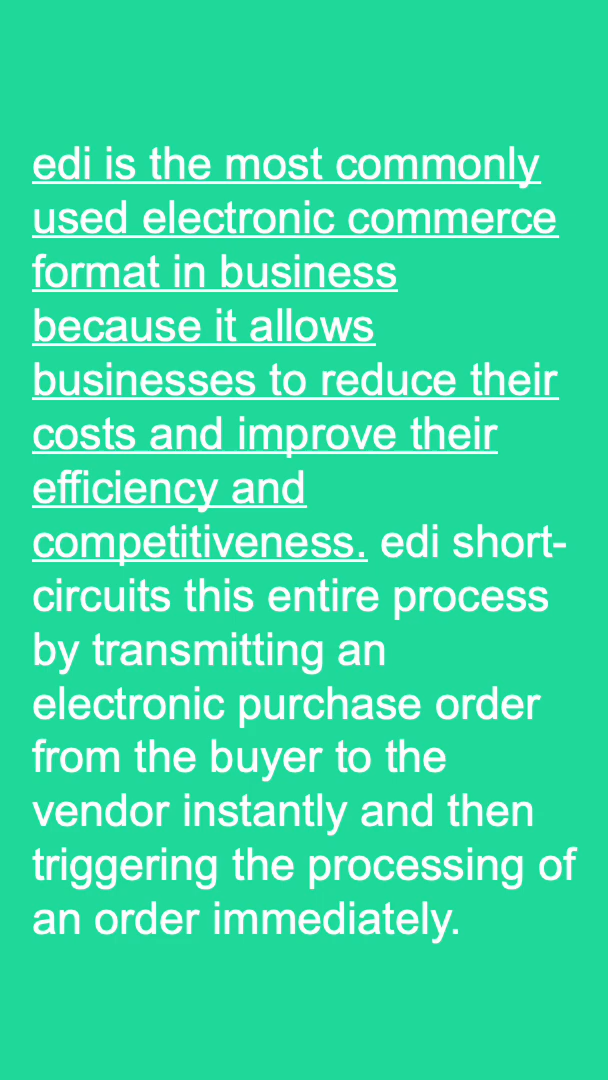 edi is the most commonly
used electronic commerce
format in business
because it allows
businesses to reduce their
costs and improve their
efficiency and
competitiveness. edi short-
circuits this entire process
by transmitting an
electronic purchase order
from the buyer to the
vendor instantly and then
triggering the processing of
an order immediately.